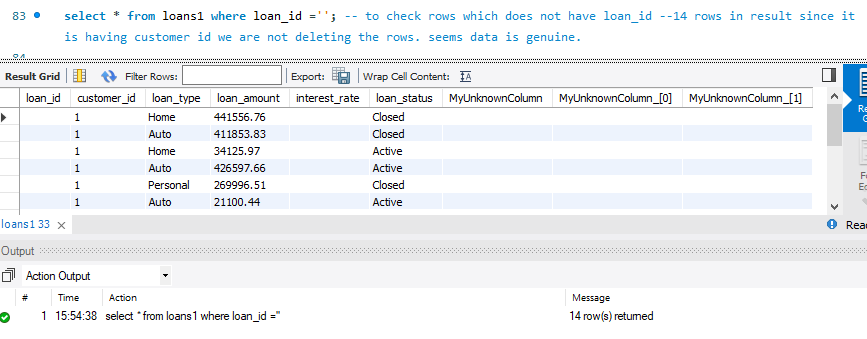 83 select * from loans1 where loan_id =''; -- to check rows which does not have loan_id --14 rows in result since it
is having customer id we are not deleting the rows. seems data is genuine.
Result Grid Filter Rows: Export: Wrap Cell Content:
loan_id customer_id loan_type loan_amount interest_rate loan_status MyUnknownColumn MyUnknownColumn_[0] MyUnknownColumn_[1]
1 Home 441556.76 Closed
1 Auto 411853.83 Closed
1 Home 34125.97 Active
1 Auto 426597.66 Active
1 Personal 269996.51 Closed
1 Auto 21100.44 Active
loans1 33
Output
Action Output
# Time Action Message
1 15:54:38 select * from loans1 where loan_id ='' 14 row(s) returned